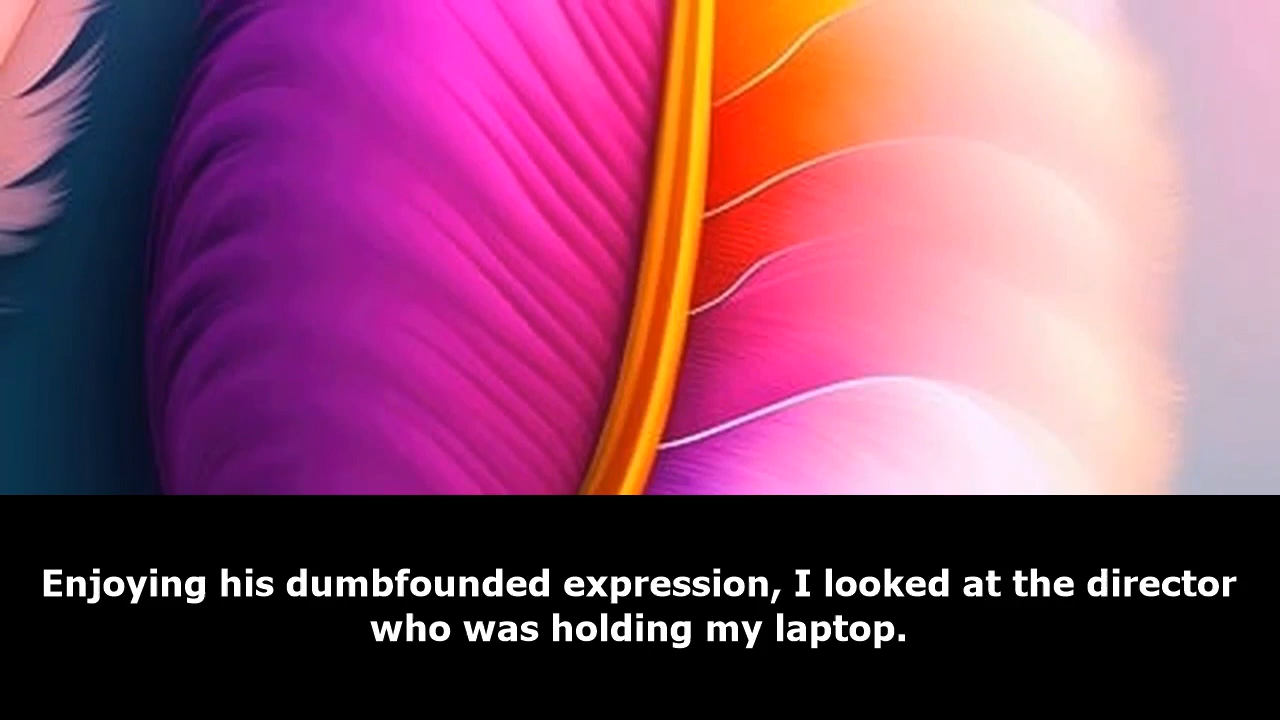 Enjoying his dumbfounded expression, I looked at the director
who was holding my laptop.